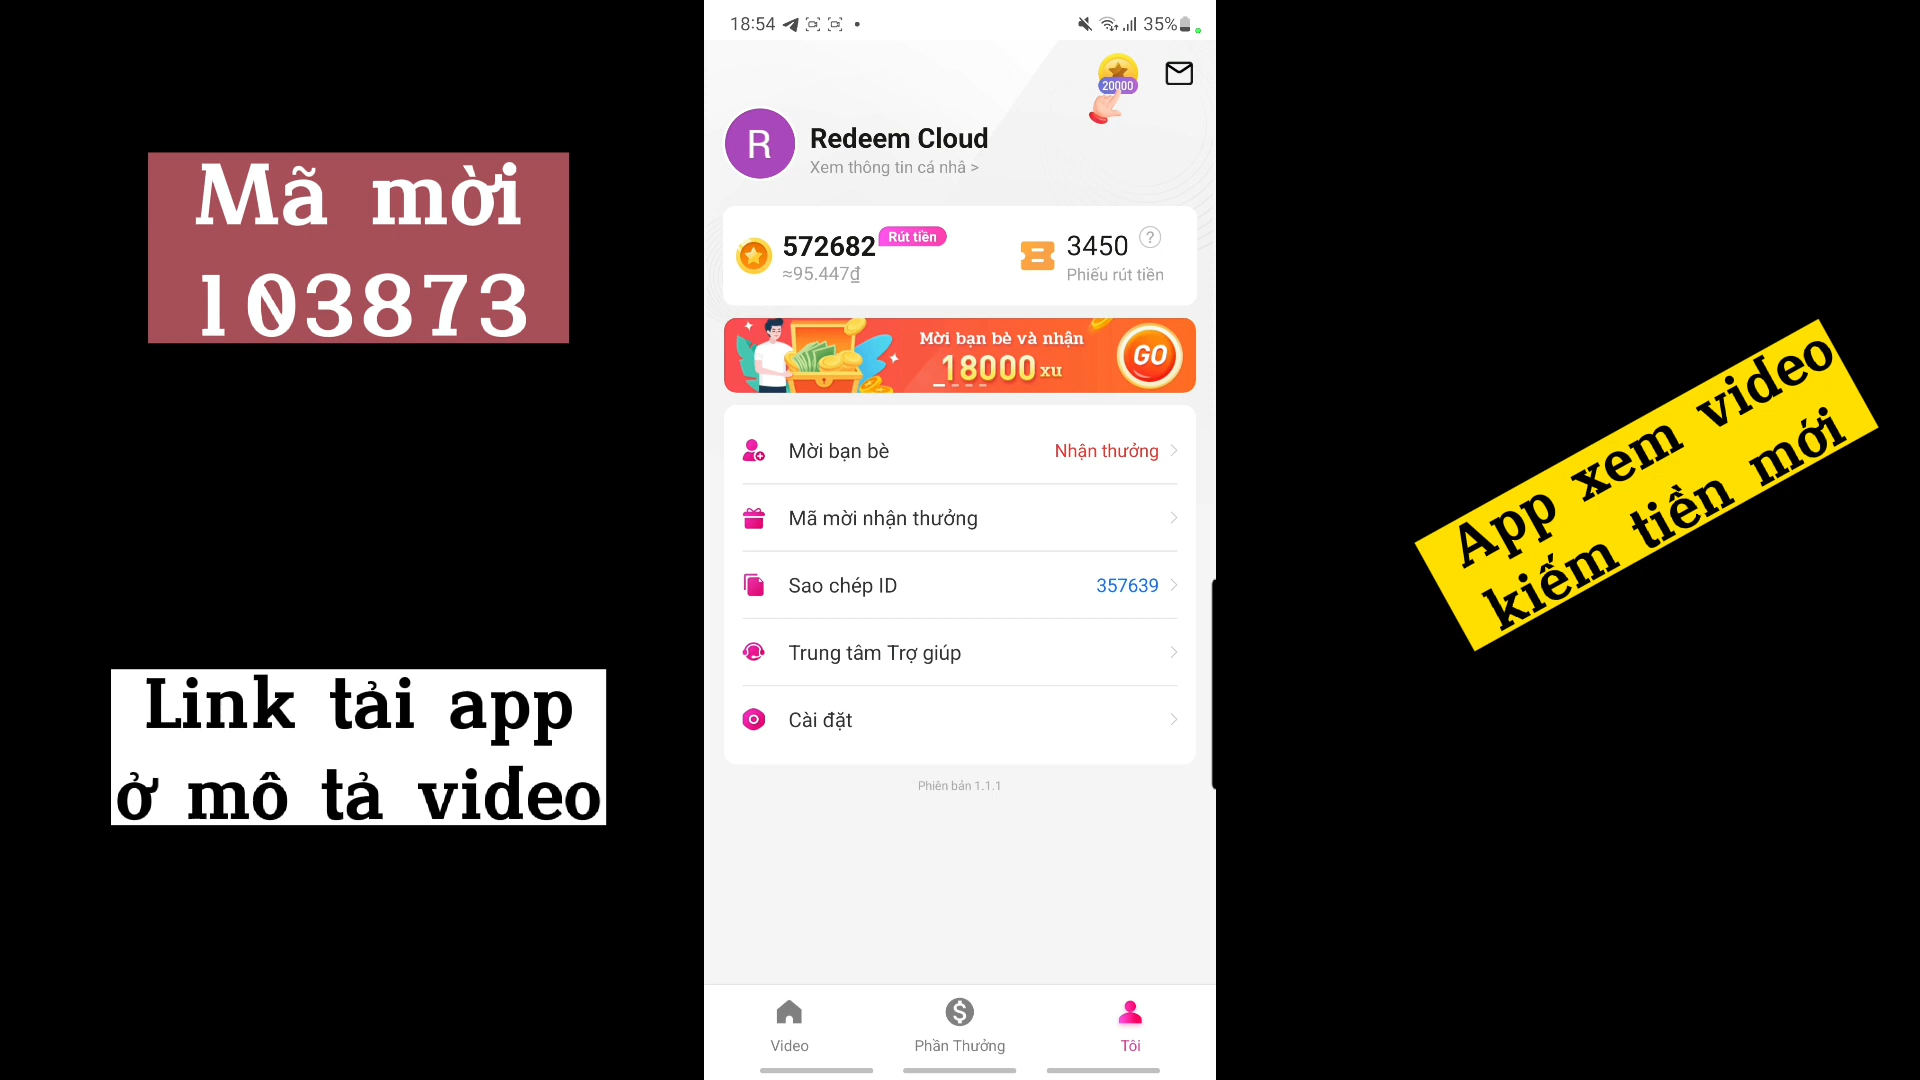 Mã mời
103873
Link tải app
ở mô tả video
18:54
35%
20000
R
Redeem Cloud
Xem thông tin cá nhâ >
572682 Rút tiền
≈95.447₫
3450 ?
Phiếu rút tiền
Mời bạn bè và nhận
18000 xu
GO
Mời bạn bè Nhận thưởng
Mã mời nhận thưởng
Sao chép ID 357639
Trung tâm Trợ giúp
Cài đặt
Phiên bản 1.1.1
Video Phần Thưởng Tôi
App xem video
kiếm tiền mới